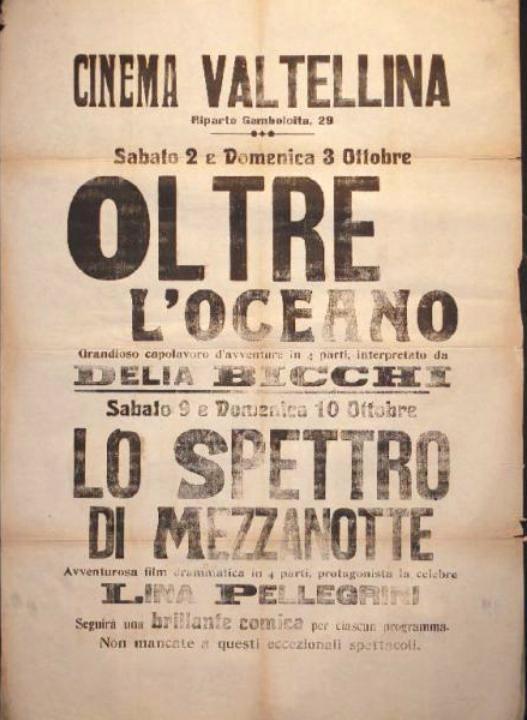 CINEMA VALTELLINA
Riparto Gamboloita, 29
Sabato 2 e Domenica 3 Ottobre
OLTRE
L'OCEANO
Grandioso capolavoro d'avventure in 4 parti, interpretato da
DELIA BICCHI
Sabato 9 e Domenica 10 Ottobre
LO SPETTRO
DI MEZZANOTTE
Avventurosa film drammatica in 4 parti, protagonista la celebre
LINA PELLEGRINI
Seguirà una brillante comica per ciascun programma.
Non mancate a questi eccezionali spettacoli.